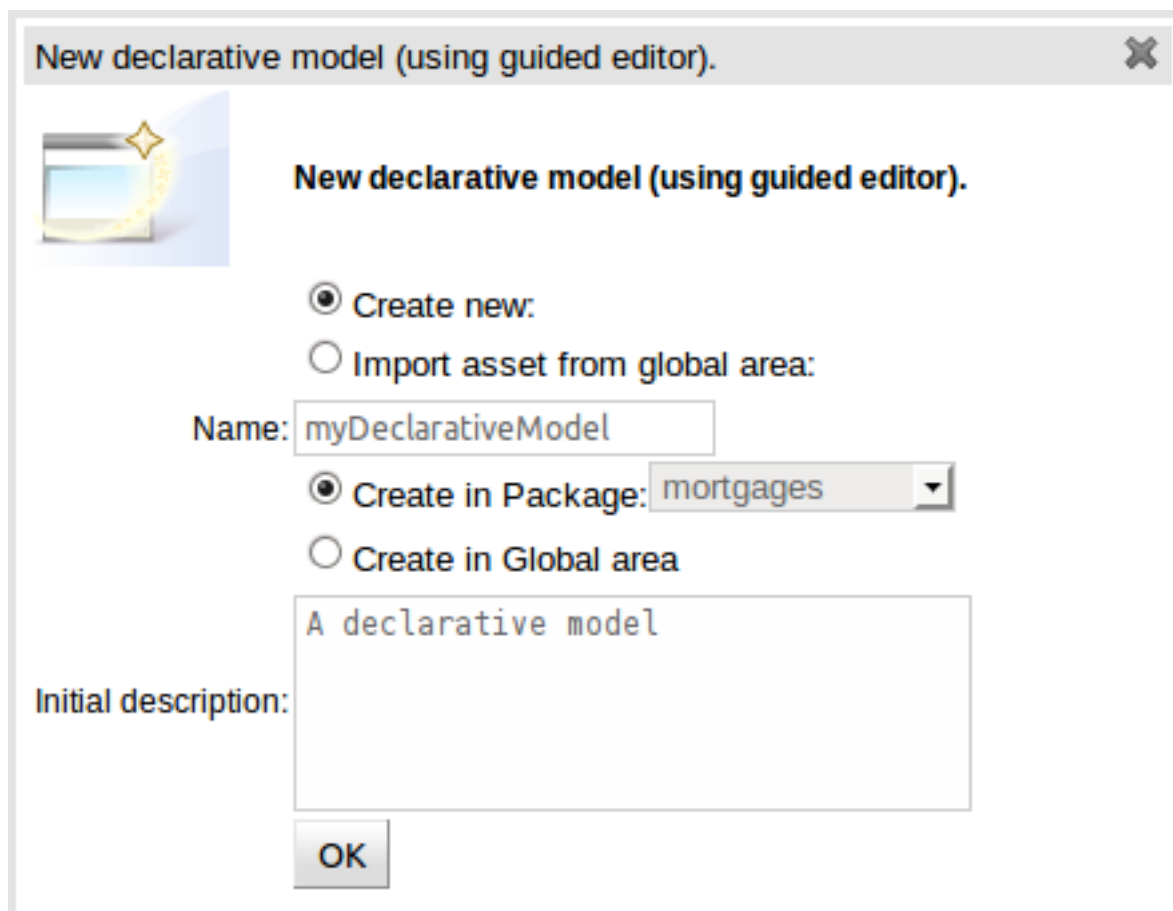 New declarative model (using guided editor).
New declarative model (using guided editor).
Create new:
Import asset from global area:
Name: myDeclarativeModel
Create in Package: mortgages
Create in Global area
A declarative model
Initial description:
OK